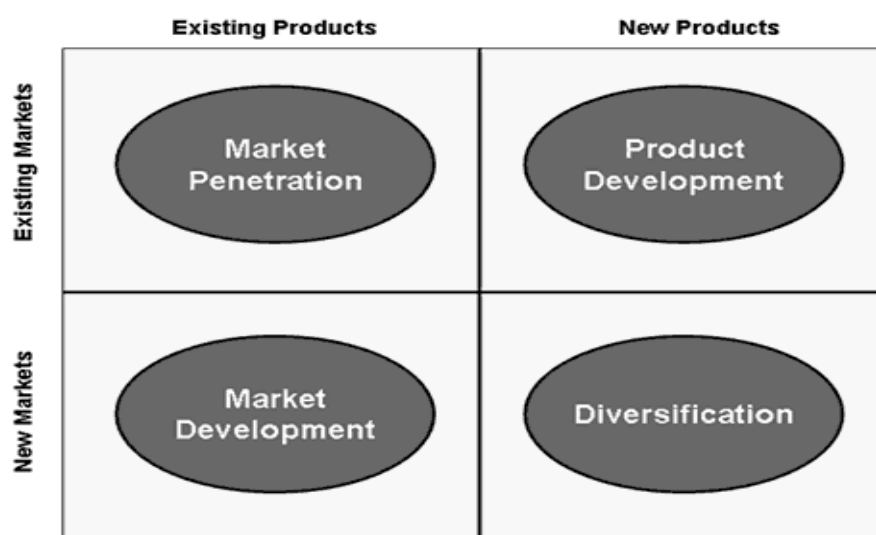 Existing Products
New Products
Existing Markets
Market
Penetration
Product
Development
New Markets
Market
Development
Diversification